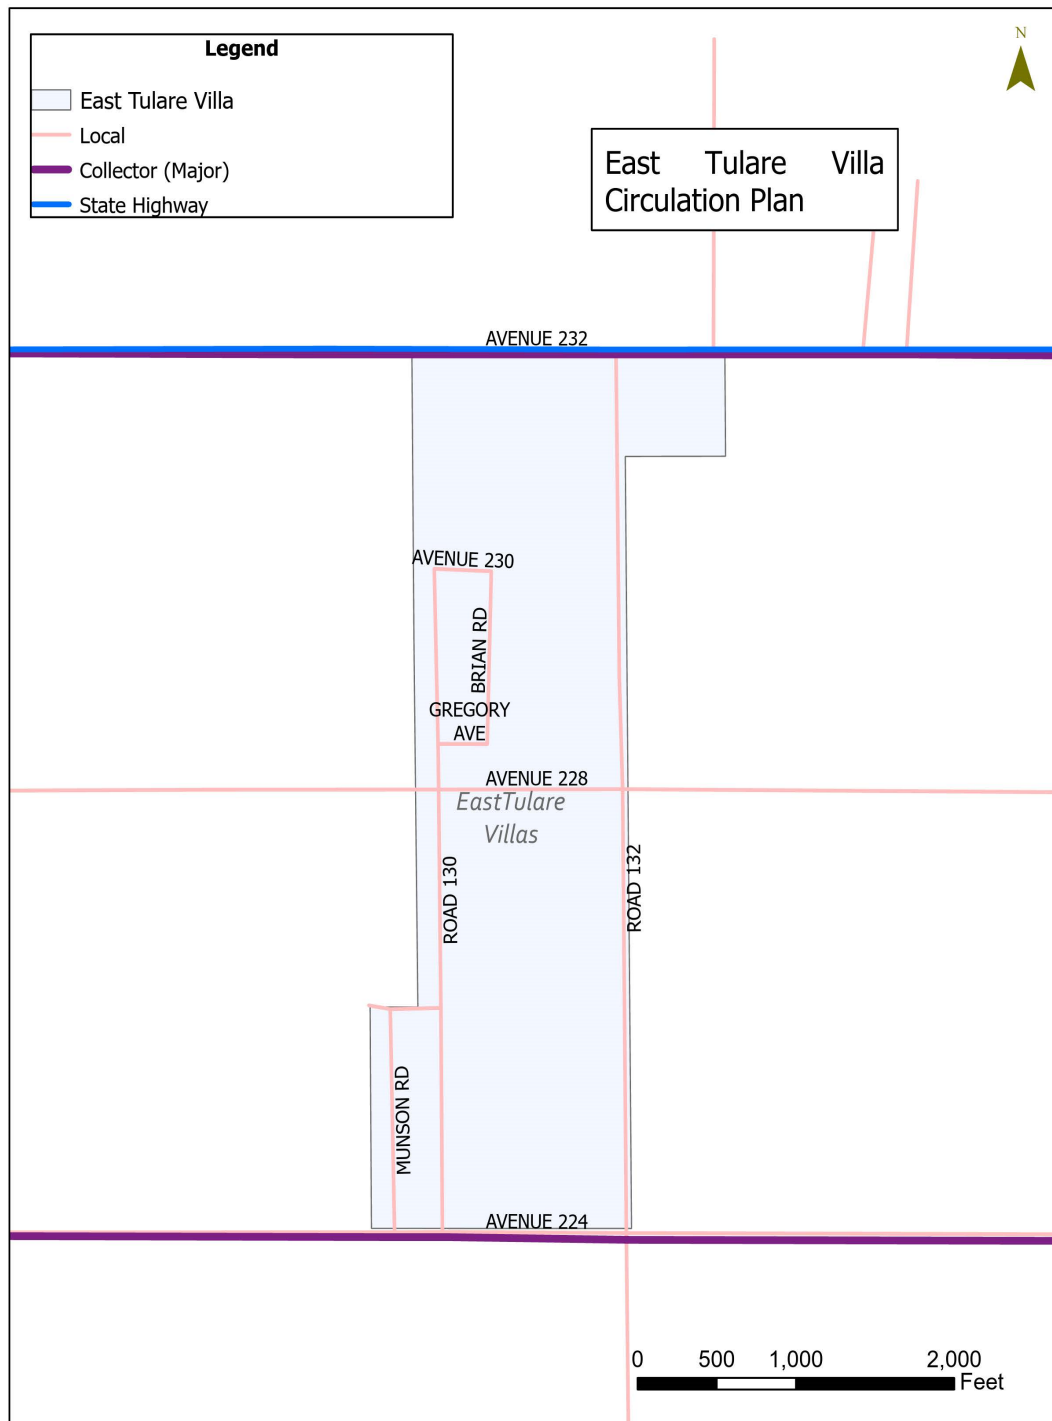 Legend
East Tulare Villa
Local
Collector (Major)
State Highway
N
East Tulare Villa
Circulation Plan
AVENUE 232
AVENUE 230
BRIAN RD
GREGORY
AVE
AVENUE 228
EastTulare
Villas
ROAD 130
ROAD 132
MUNSON RD
AVENUE 224
0 500 1,000 2,000
Feet